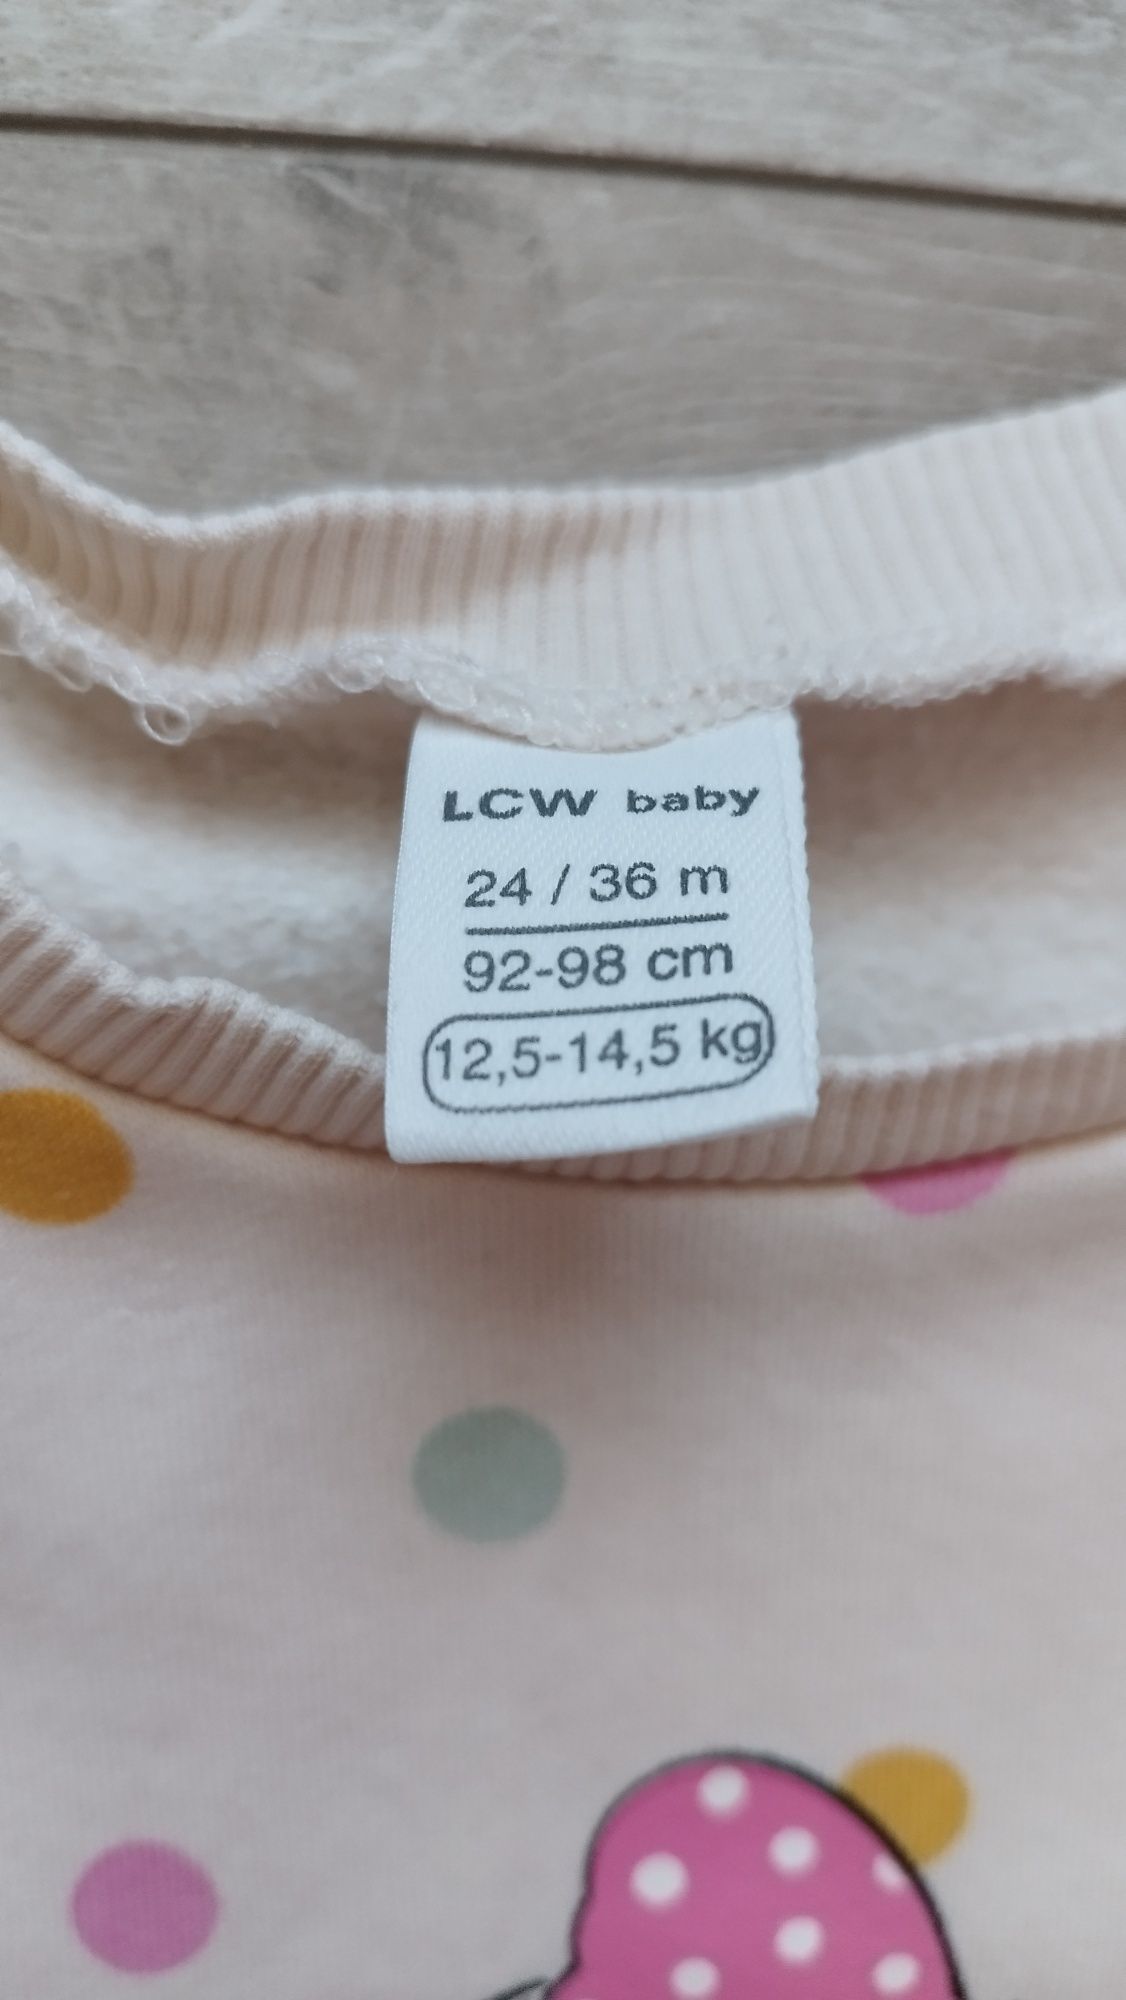 LCW baby
24 / 36 m
92-98 cm
12,5-14,5 kg